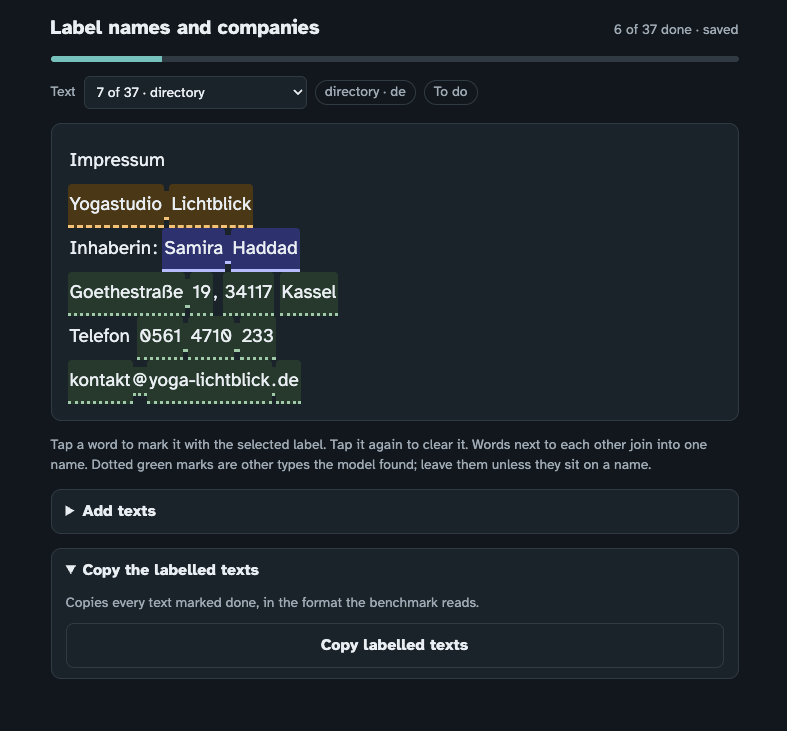 Label names and companies
6 of 37 done · saved
Text 7 of 37 · directory directory · de To do
Impressum
Yogastudio Lichtblick
Inhaberin: Samira Haddad
Goethestraße 19, 34117 Kassel
Telefon 0561 4710 233
kontakt@yoga-lichtblick.de
Tap a word to mark it with the selected label. Tap it again to clear it. Words next to each other join into one
name. Dotted green marks are other types the model found; leave them unless they sit on a name.
Add texts
Copy the labelled texts
Copies every text marked done, in the format the benchmark reads.
Copy labelled texts